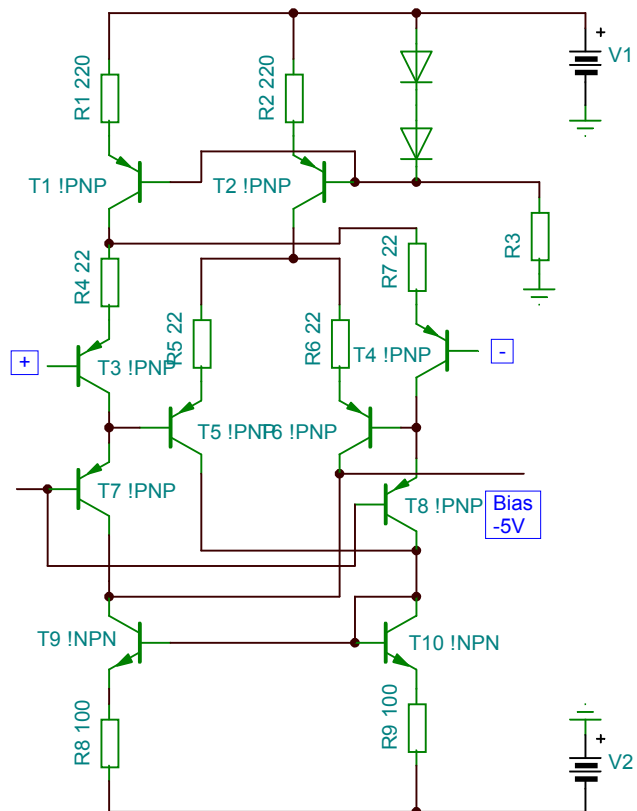 R1 220
R2 220
+
V1
T1 !PNP
T2 !PNP
R4 22
R7 22
R3
R5 22
R6 22
+
T3 !PNP
T4 !PNP
-
T5 !PNP
T6 !PNP
T7 !PNP
T8 !PNP
Bias
-5V
T9 !NPN
T10 !NPN
R8 100
R9 100
+
V2